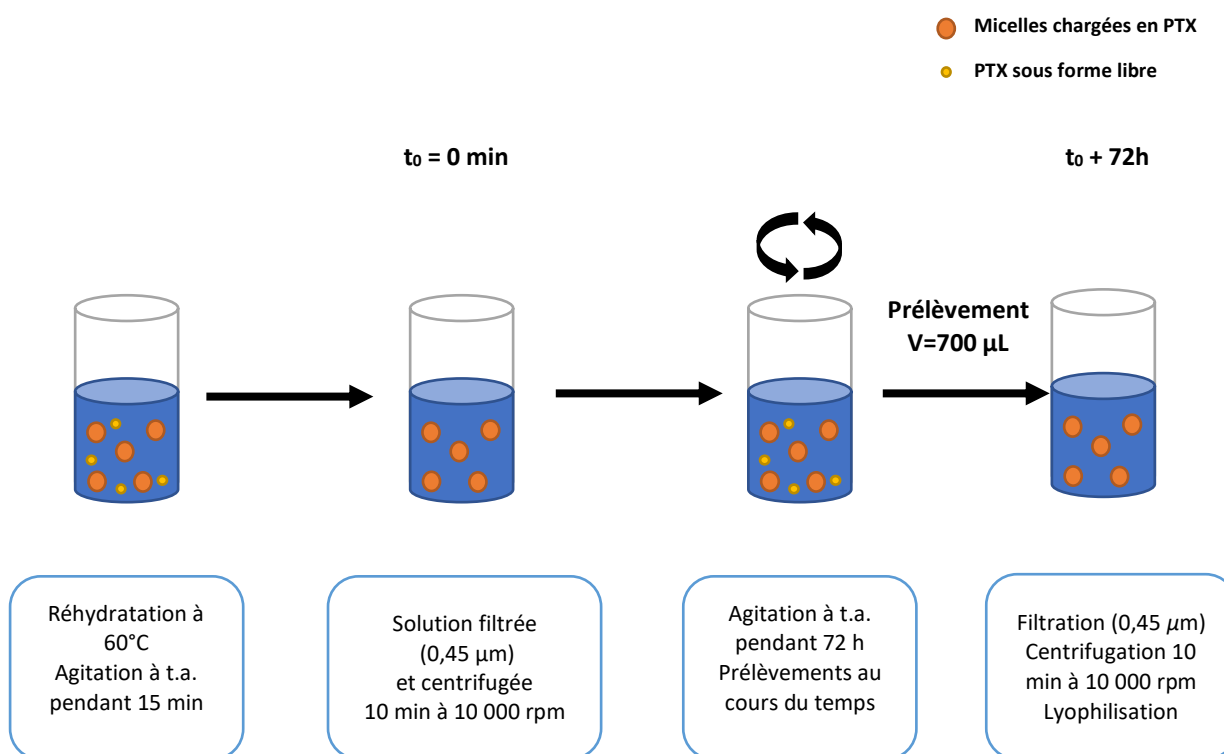 Micelles chargées en PTX
PTX sous forme libre
t₀ = 0 min
t₀ + 72h
Prélèvement
V=700 µL
Réhydratation à
60°C
Agitation à t.a.
pendant 15 min
Solution filtrée
(0,45 µm)
et centrifugée
10 min à 10 000 rpm
Agitation à t.a.
pendant 72 h
Prélèvements au
cours du temps
Filtration (0,45 µm)
Centrifugation 10
min à 10 000 rpm
Lyophilisation